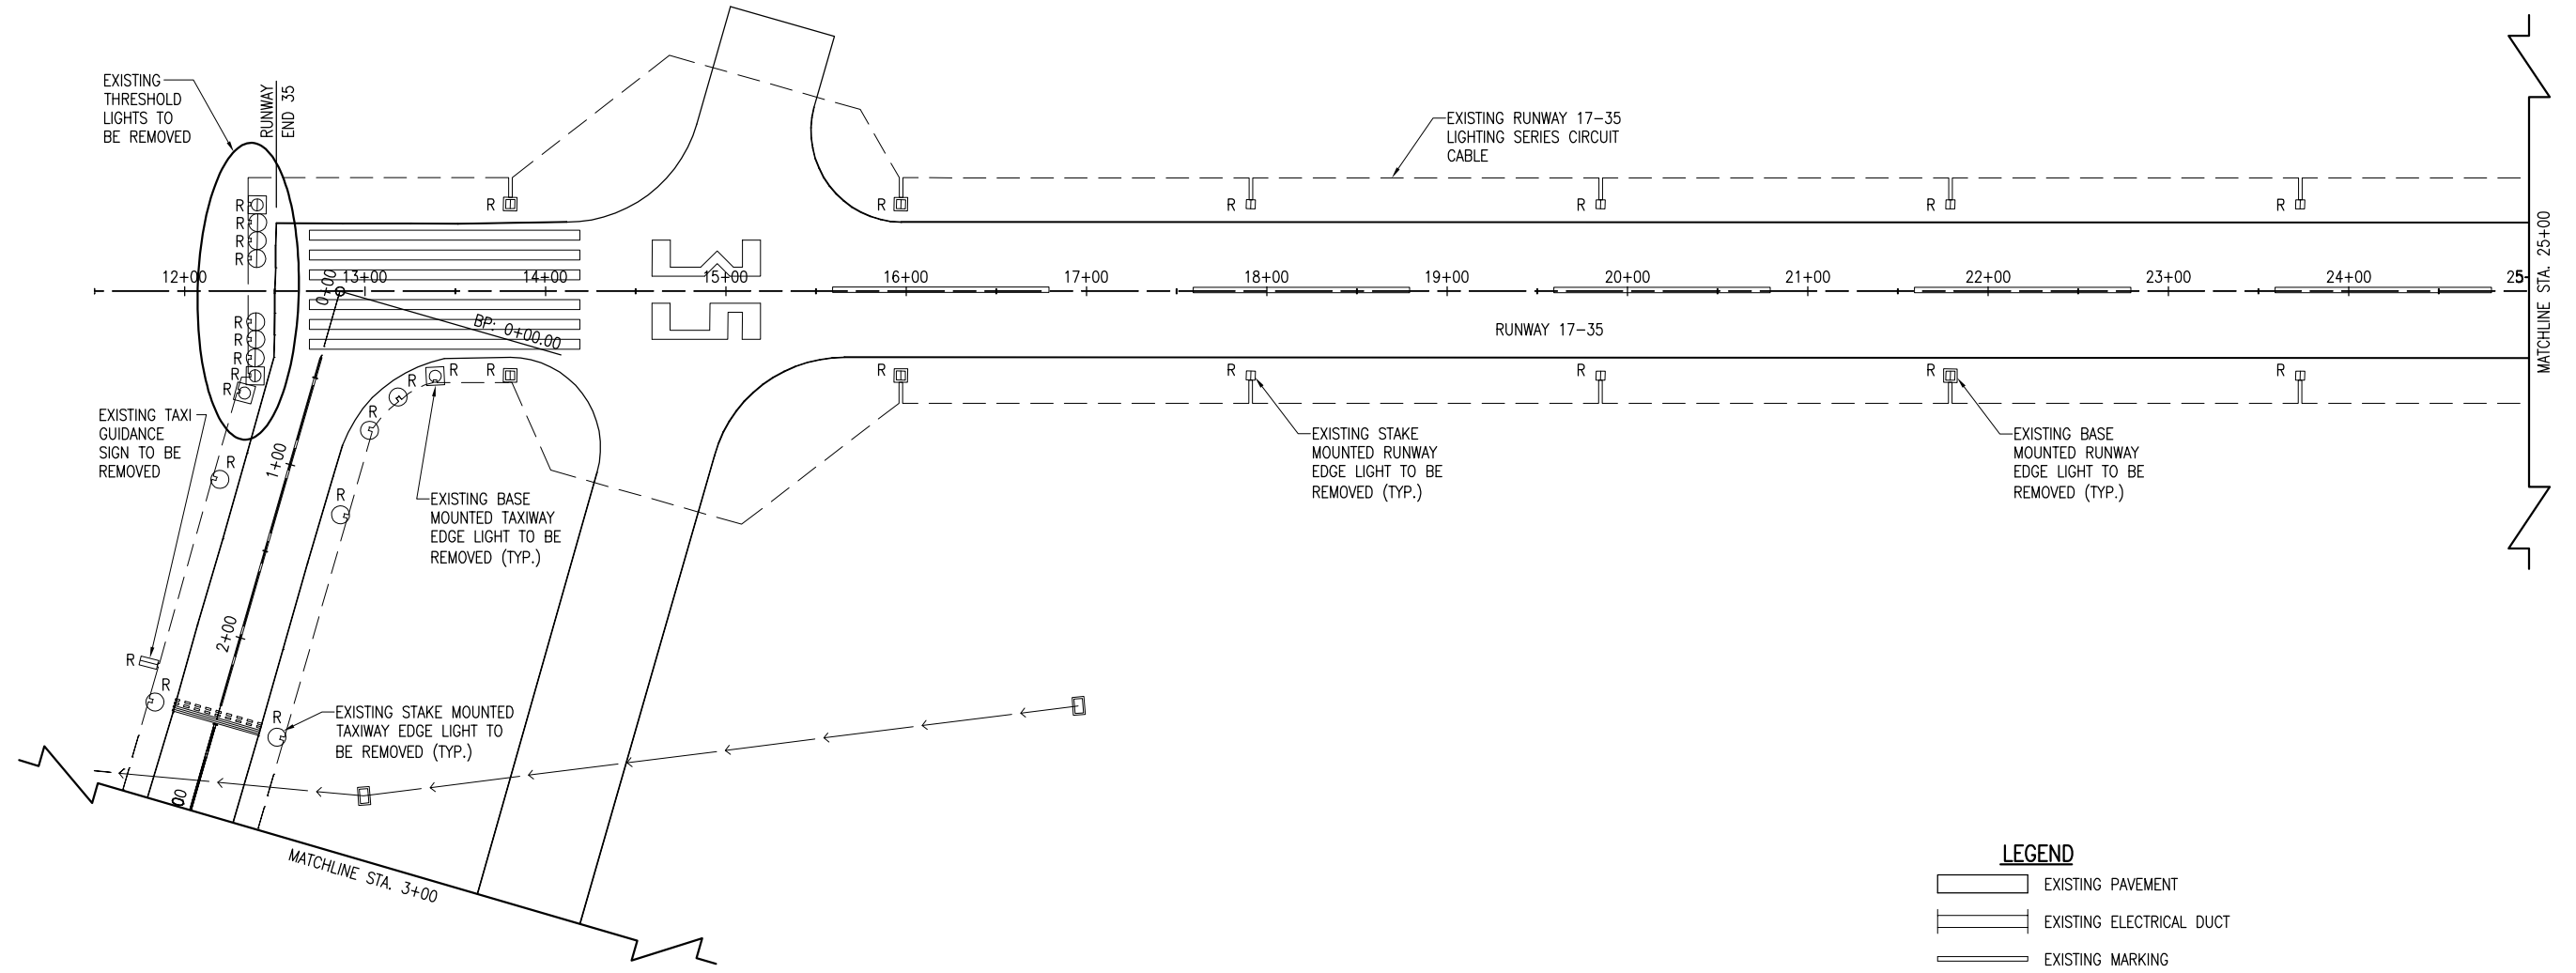 EXISTING
THRESHOLD
LIGHTS TO
BE REMOVED
RUNWAY
END 35
EXISTING RUNWAY 17-35
LIGHTING SERIES CIRCUIT
CABLE
R
R
R
R
R
R
R
R
R
R
12+00
13+00
14+00
15+00
16+00
17+00
18+00
19+00
20+00
21+00
22+00
23+00
24+00
25
MATCHLINE STA. 25+00
0+00
BP: 0+00.00
RUNWAY 17-35
R
R
R
R
R
R
R
R
R
R
R
R
R
R
EXISTING TAXI
GUIDANCE
SIGN TO BE
REMOVED
R
1+00
R
EXISTING BASE
MOUNTED TAXIWAY
EDGE LIGHT TO BE
REMOVED (TYP.)
EXISTING STAKE
MOUNTED RUNWAY
EDGE LIGHT TO BE
REMOVED (TYP.)
EXISTING BASE
MOUNTED RUNWAY
EDGE LIGHT TO BE
REMOVED (TYP.)
2+00
R
R
R
EXISTING STAKE MOUNTED
TAXIWAY EDGE LIGHT TO
BE REMOVED (TYP.)
00
MATCHLINE STA. 3+00
LEGEND
EXISTING PAVEMENT
EXISTING ELECTRICAL DUCT
EXISTING MARKING